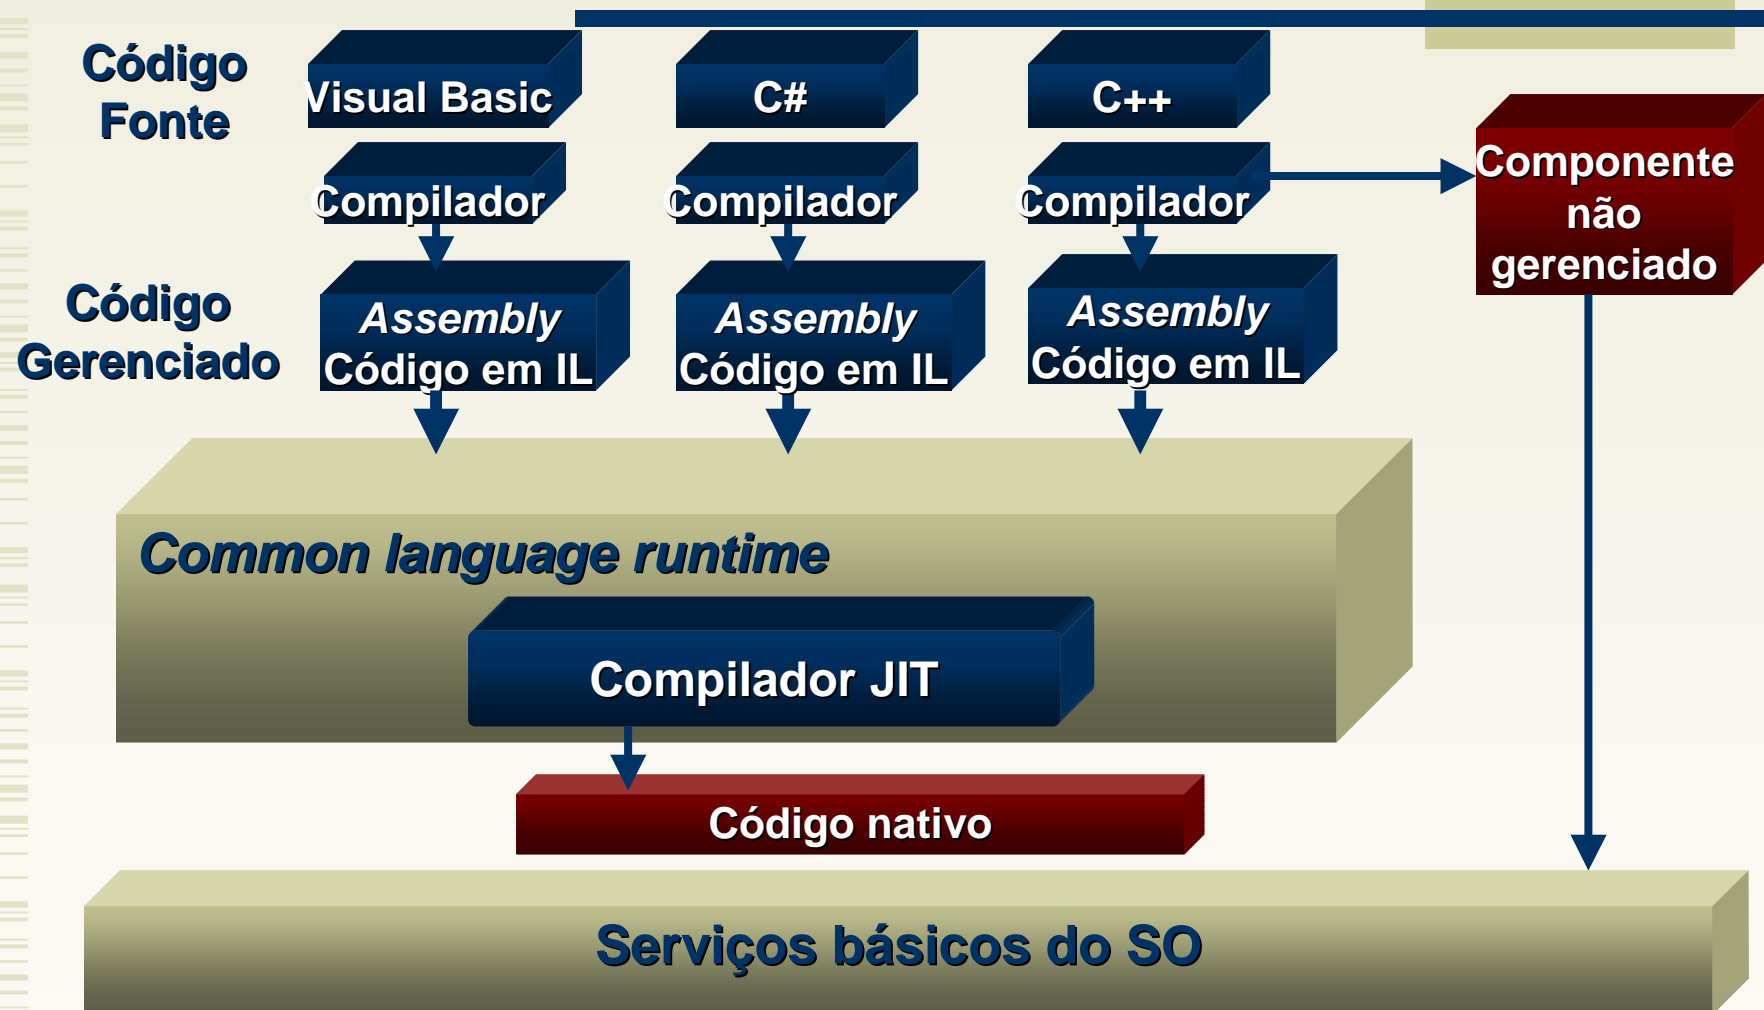 Código
Fonte
Visual Basic
C#
C++
Compilador
Compilador
Compilador
Componente
não
gerenciado
Código
Gerenciado
Assembly
Código em IL
Assembly
Código em IL
Assembly
Código em IL
Common language runtime
Compilador JIT
Código nativo
Serviços básicos do SO